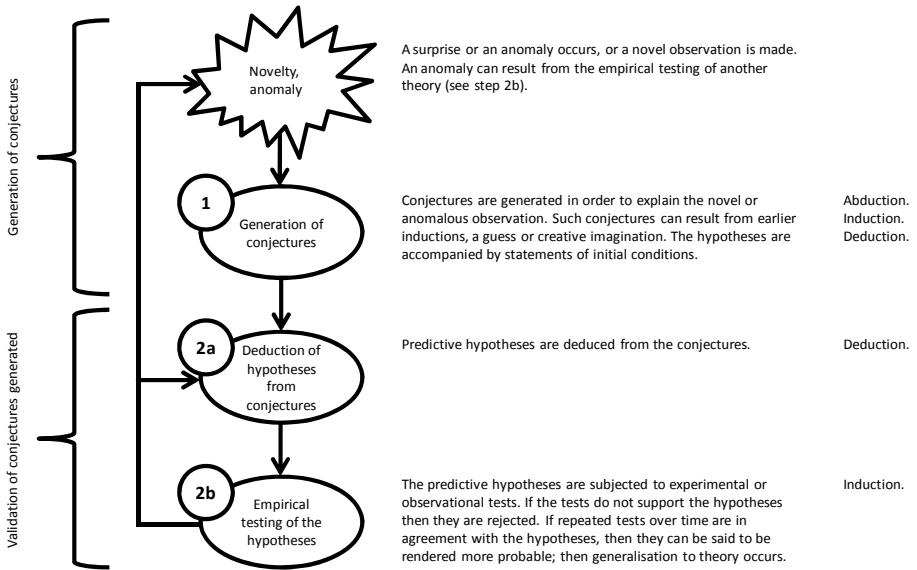 Generation of conjectures
Novelty,
anomaly
A surprise or an anomaly occurs, or a novel observation is made.
An anomaly can result from the empirical testing of another
theory (see step 2b).
1
Generation of
conjectures
Conjectures are generated in order to explain the novel or
anomalous observation. Such conjectures can result from earlier
inductions, a guess or creative imagination. The hypotheses are
accompanied by statements of initial conditions.
Abduction.
Induction.
Deduction.
Validation of conjectures generated
2a
Deduction of
hypotheses
from
conjectures
Predictive hypotheses are deduced from the conjectures.
Deduction.
2b
Empirical
testing of the
hypotheses
The predictive hypotheses are subjected to experimental or
observational tests. If the tests do not support the hypotheses
then they are rejected. If repeated tests over time are in
agreement with the hypotheses, then they can be said to be
rendered more probable; then generalisation to theory occurs.
Induction.